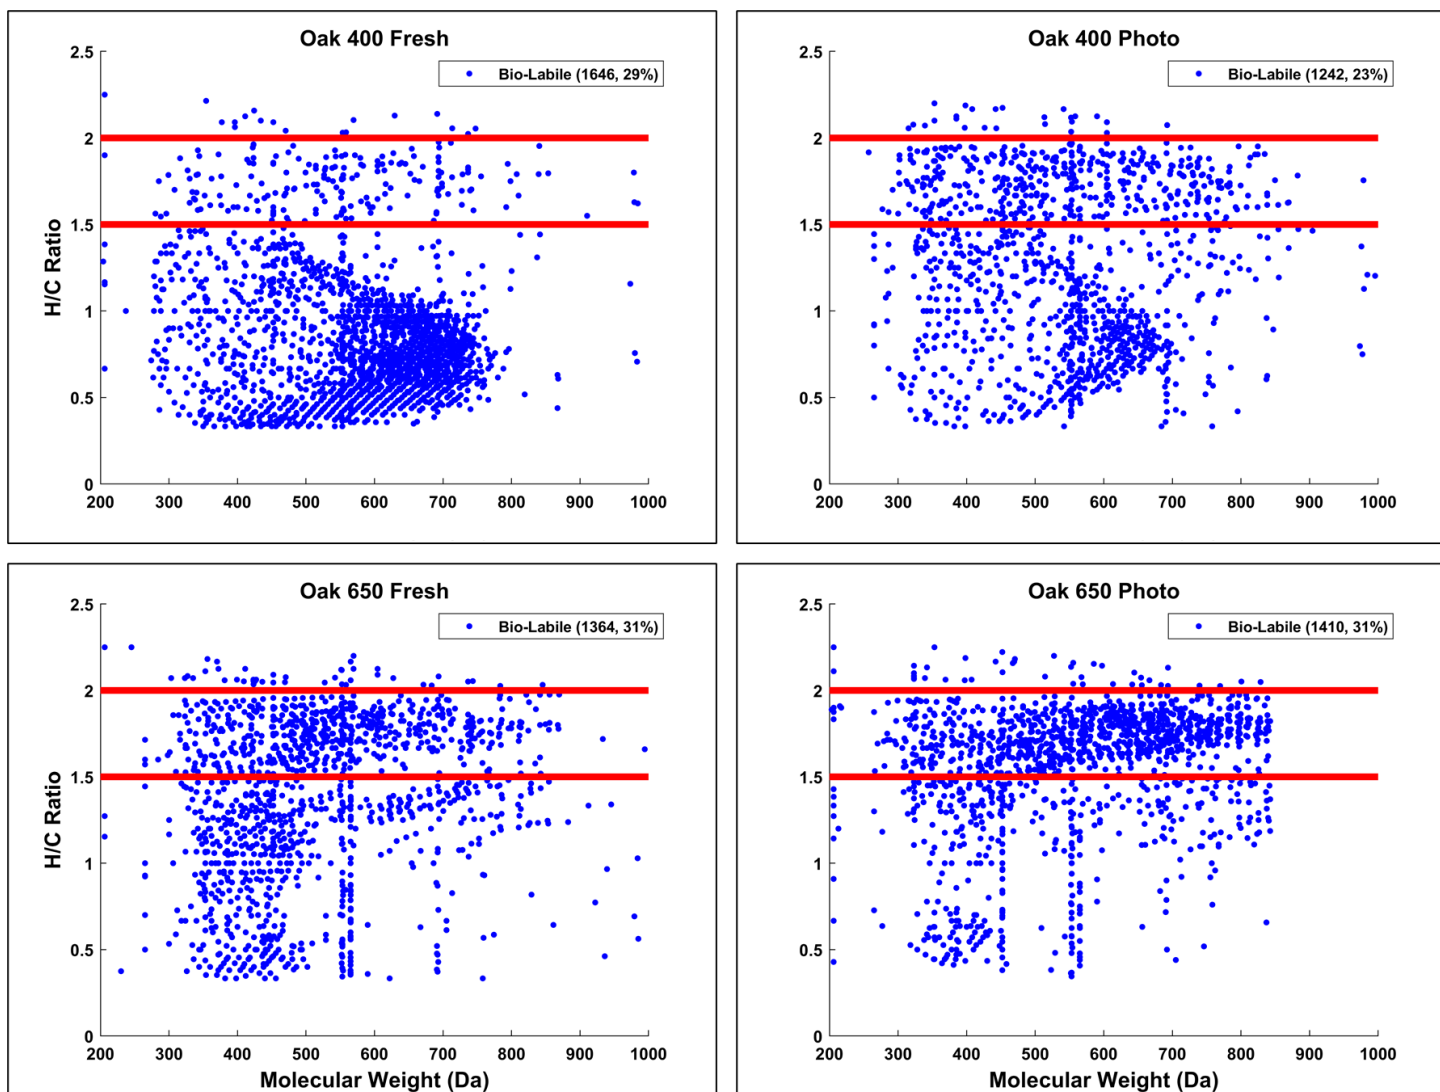 Oak 400 Fresh
Bio-Labile (1646, 29%)
2.5
2
1.5
1
0.5
0
H/C Ratio
200 300 400 500 600 700 800 900 1000
Oak 400 Photo
Bio-Labile (1242, 23%)
2.5
2
1.5
1
0.5
0
200 300 400 500 600 700 800 900 1000
Oak 650 Fresh
Bio-Labile (1364, 31%)
2.5
2
1.5
1
0.5
0
H/C Ratio
200 300 400 500 600 700 800 900 1000
Molecular Weight (Da)
Oak 650 Photo
Bio-Labile (1410, 31%)
2.5
2
1.5
1
0.5
0
200 300 400 500 600 700 800 900 1000
Molecular Weight (Da)